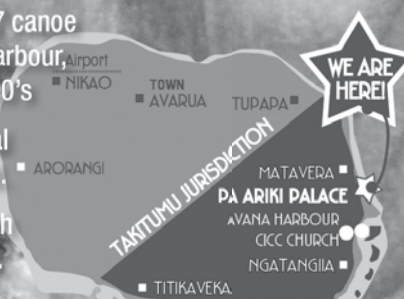 7 canoe
arbour,
0's
al
.
h
.
Airport
NIKAO
TOWN
AVARUA
TUPAPA
WE ARE
HERE!
ARORANGI
TAKITUMU JURISDICTION
MATAVERA
PA ARIKI PALACE
AVANA HARBOUR
CICC CHURCH
NGATANGIIA
TITIKAVEKA